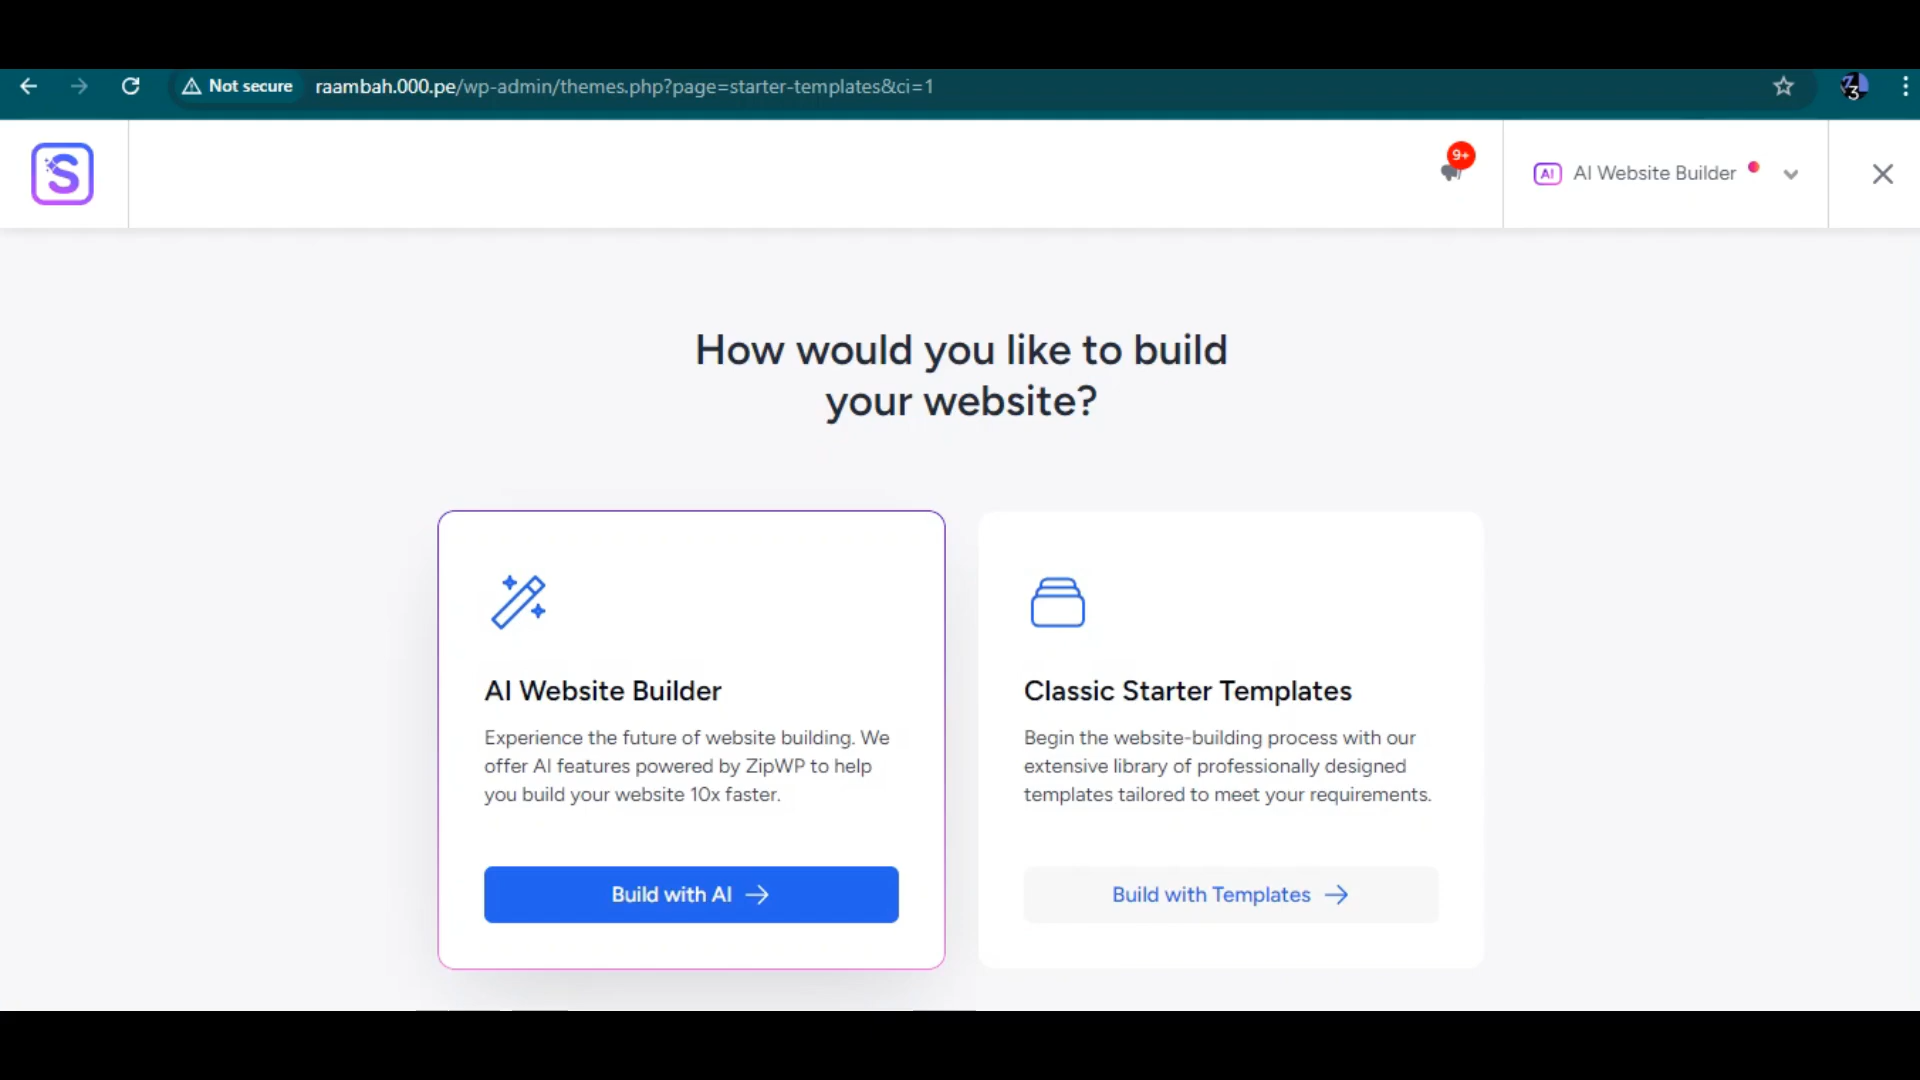 Not secure raambah.000.pe/wp-admin/themes.php?page=starter-templates&ci=1
3
S
9+
AI AI Website Builder
How would you like to build
your website?
AI Website Builder
Experience the future of website building. We
offer AI features powered by ZipWP to help
you build your website 10x faster.
Build with AI
Classic Starter Templates
Begin the website-building process with our
extensive library of professionally designed
templates tailored to meet your requirements.
Build with Templates